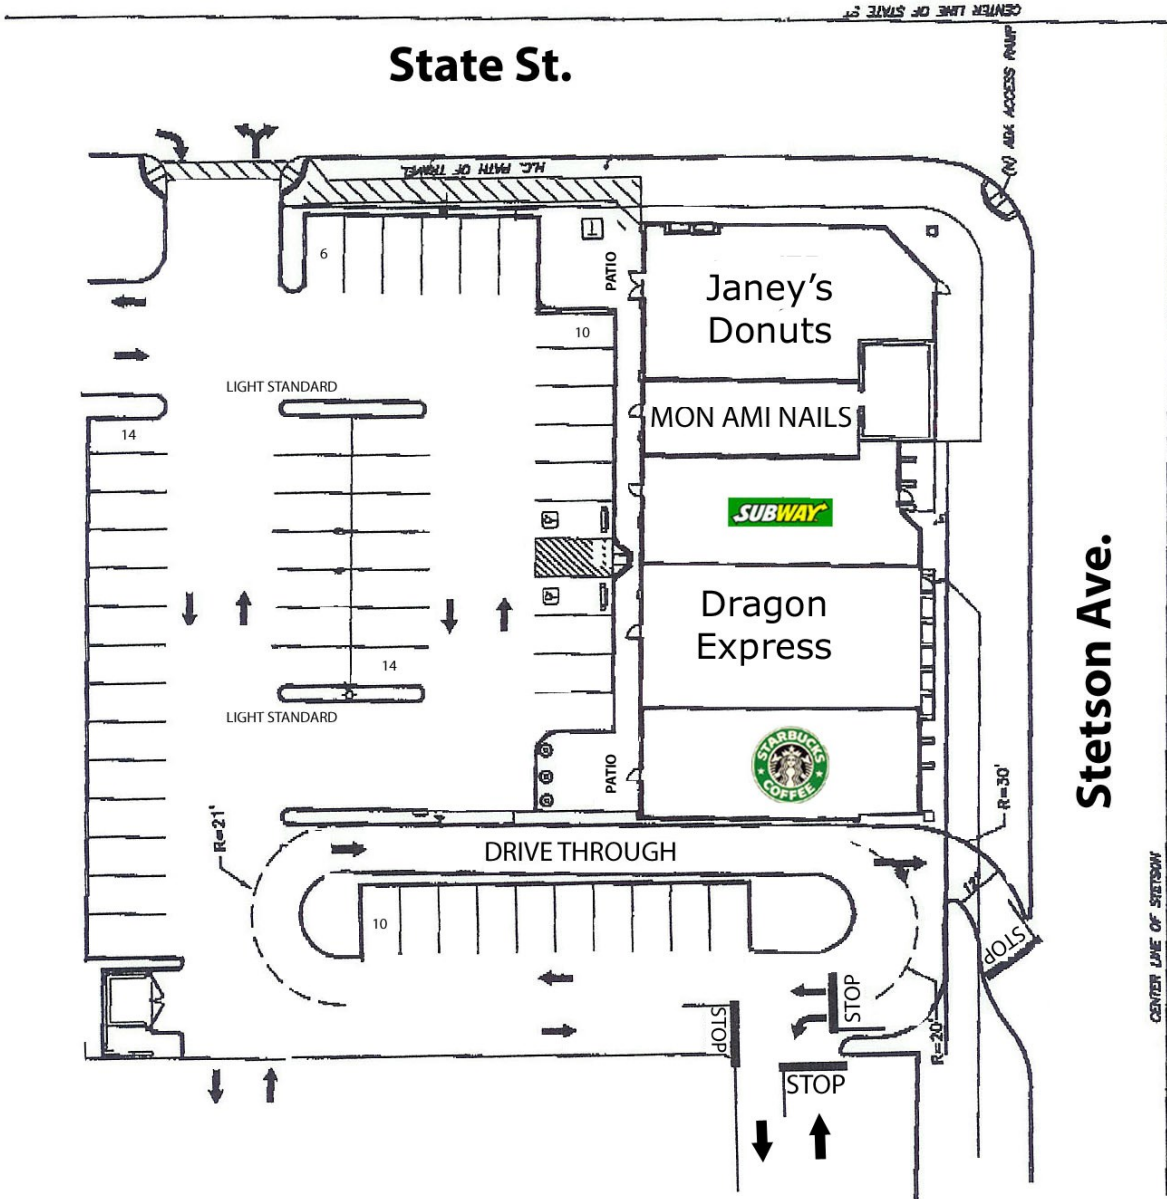 CENTER LINE OF STATE ST
State St.
(N) ADA ACCESS RAMP
H.C. PATH OF TRAVEL
6
PATIO
Janey's
Donuts
10
LIGHT STANDARD
MON AMI NAILS
14
SUBWAY
Stetson Ave.
Dragon
Express
14
LIGHT STANDARD
STARBUCKS
COFFEE
PATIO
R=30'
R=21'
DRIVE THROUGH
12'
10
STOP
CENTER LINE OF STETSON
STOP
STOP
R=20'
STOP